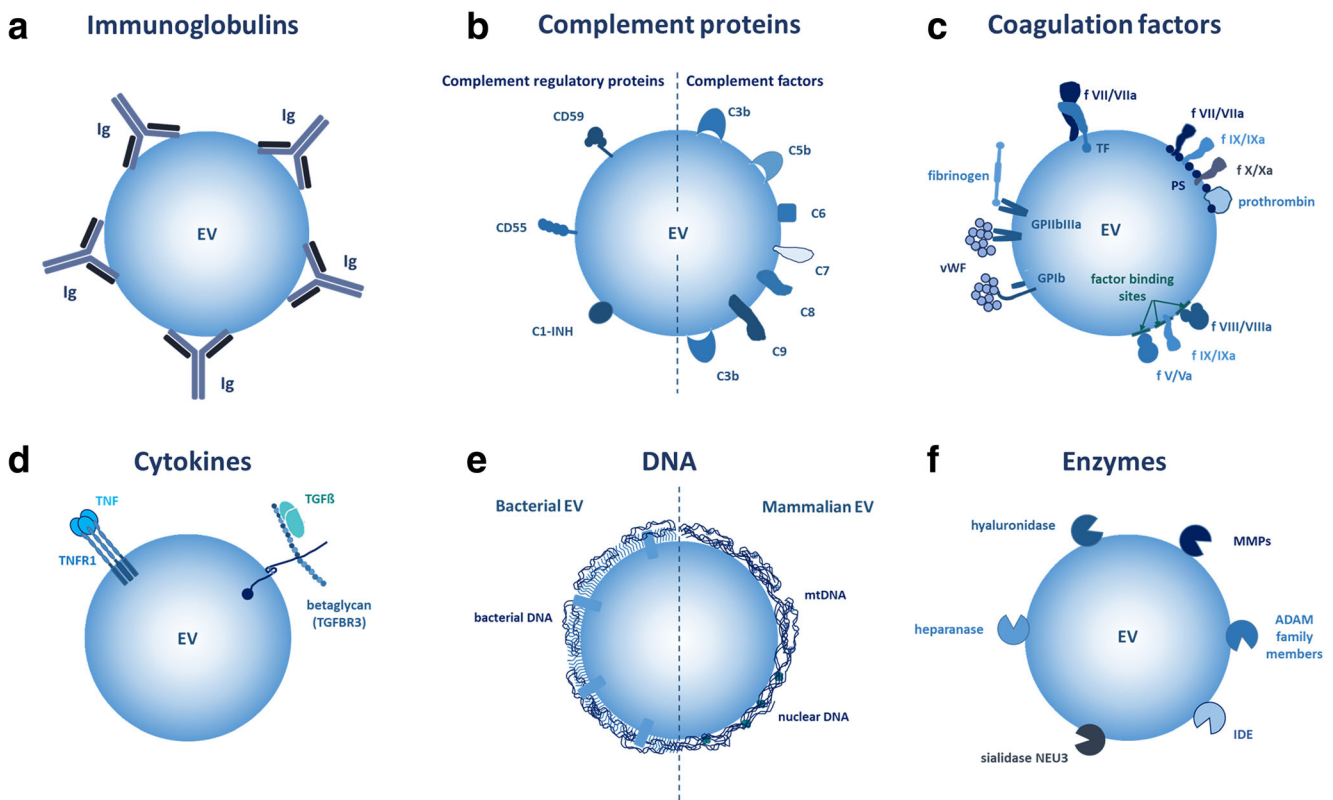 a
Immunoglobulins
Ig
Ig
EV
Ig
Ig
Ig
b
Complement proteins
Complement regulatory proteins
Complement factors
CD59
C3b
C5b
CD55
C6
EV
C7
C8
C1-INH
C9
C3b
c
Coagulation factors
f VII/VIIa
f VII/VIIa
f IX/IXa
TF
f X/Xa
fibrinogen
PS
prothrombin
GPIIbIIIa
EV
vWF
GPIb
factor binding
sites
f VIII/VIIIa
f IX/IXa
f V/Va
d
Cytokines
TNF
TGFß
TNFR1
betaglycan
(TGFBR3)
EV
e
DNA
Bacterial EV
Mammalian EV
mtDNA
bacterial DNA
nuclear DNA
f
Enzymes
hyaluronidase
MMPs
heparanase
EV
ADAM
family
members
IDE
sialidase NEU3